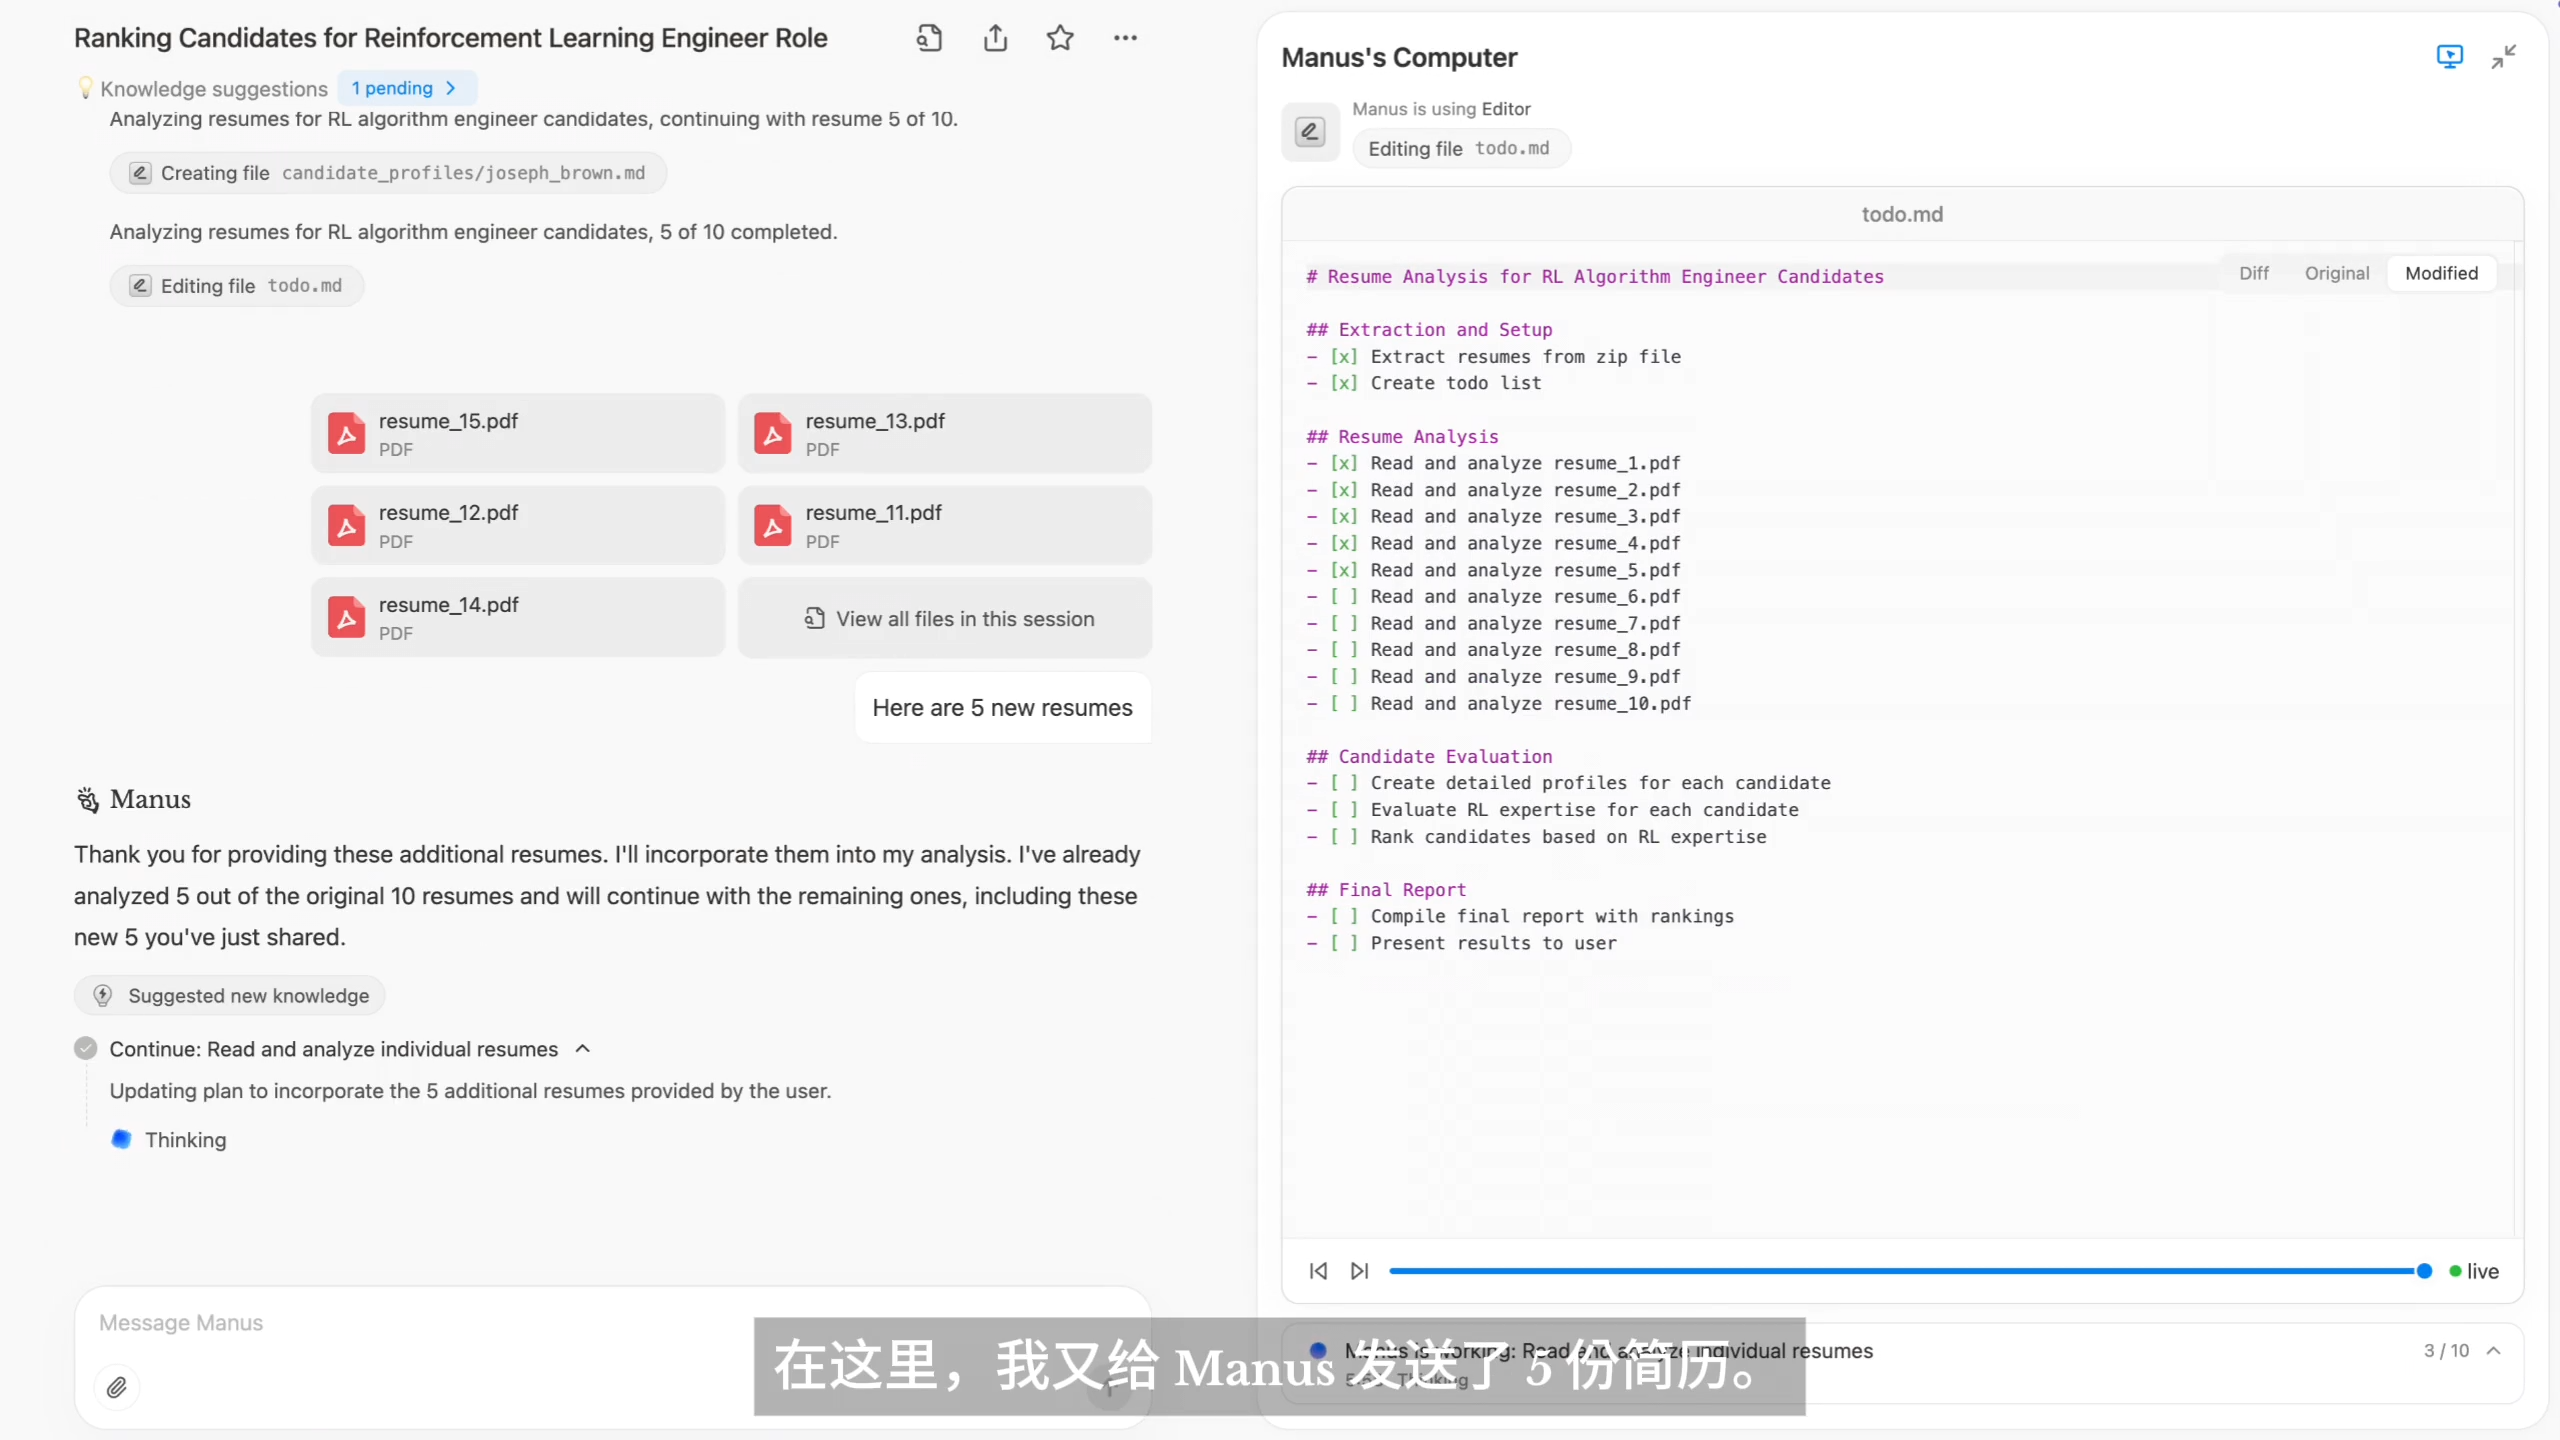 Ranking Candidates for Reinforcement Learning Engineer Role
Knowledge suggestions 1 pending
Analyzing resumes for RL algorithm engineer candidates, continuing with resume 5 of 10.
Creating file candidate_profiles/joseph_brown.md
Analyzing resumes for RL algorithm engineer candidates, 5 of 10 completed.
Editing file todo.md
resume_15.pdf
PDF
resume_13.pdf
PDF
resume_12.pdf
PDF
resume_11.pdf
PDF
resume_14.pdf
PDF
View all files in this session
Here are 5 new resumes
Manus
Thank you for providing these additional resumes. I'll incorporate them into my analysis. I've already
analyzed 5 out of the original 10 resumes and will continue with the remaining ones, including these
new 5 you've just shared.
Suggested new knowledge
Continue: Read and analyze individual resumes
Updating plan to incorporate the 5 additional resumes provided by the user.
Thinking
Message Manus
Manus's Computer
Manus is using Editor
Editing file todo.md
todo.md
Diff Original Modified
# Resume Analysis for RL Algorithm Engineer Candidates
## Extraction and Setup
- [x] Extract resumes from zip file
- [x] Create todo list
## Resume Analysis
- [x] Read and analyze resume_1.pdf
- [x] Read and analyze resume_2.pdf
- [x] Read and analyze resume_3.pdf
- [x] Read and analyze resume_4.pdf
- [x] Read and analyze resume_5.pdf
- [ ] Read and analyze resume_6.pdf
- [ ] Read and analyze resume_7.pdf
- [ ] Read and analyze resume_8.pdf
- [ ] Read and analyze resume_9.pdf
- [ ] Read and analyze resume_10.pdf
## Candidate Evaluation
- [ ] Create detailed profiles for each candidate
- [ ] Evaluate RL expertise for each candidate
- [ ] Rank candidates based on RL expertise
## Final Report
- [ ] Compile final report with rankings
- [ ] Present results to user
live
Manus is working: Read and analyze individual resumes
3 / 10
Thinking
在这里，我又给 Manus 发送了 5 份简历。